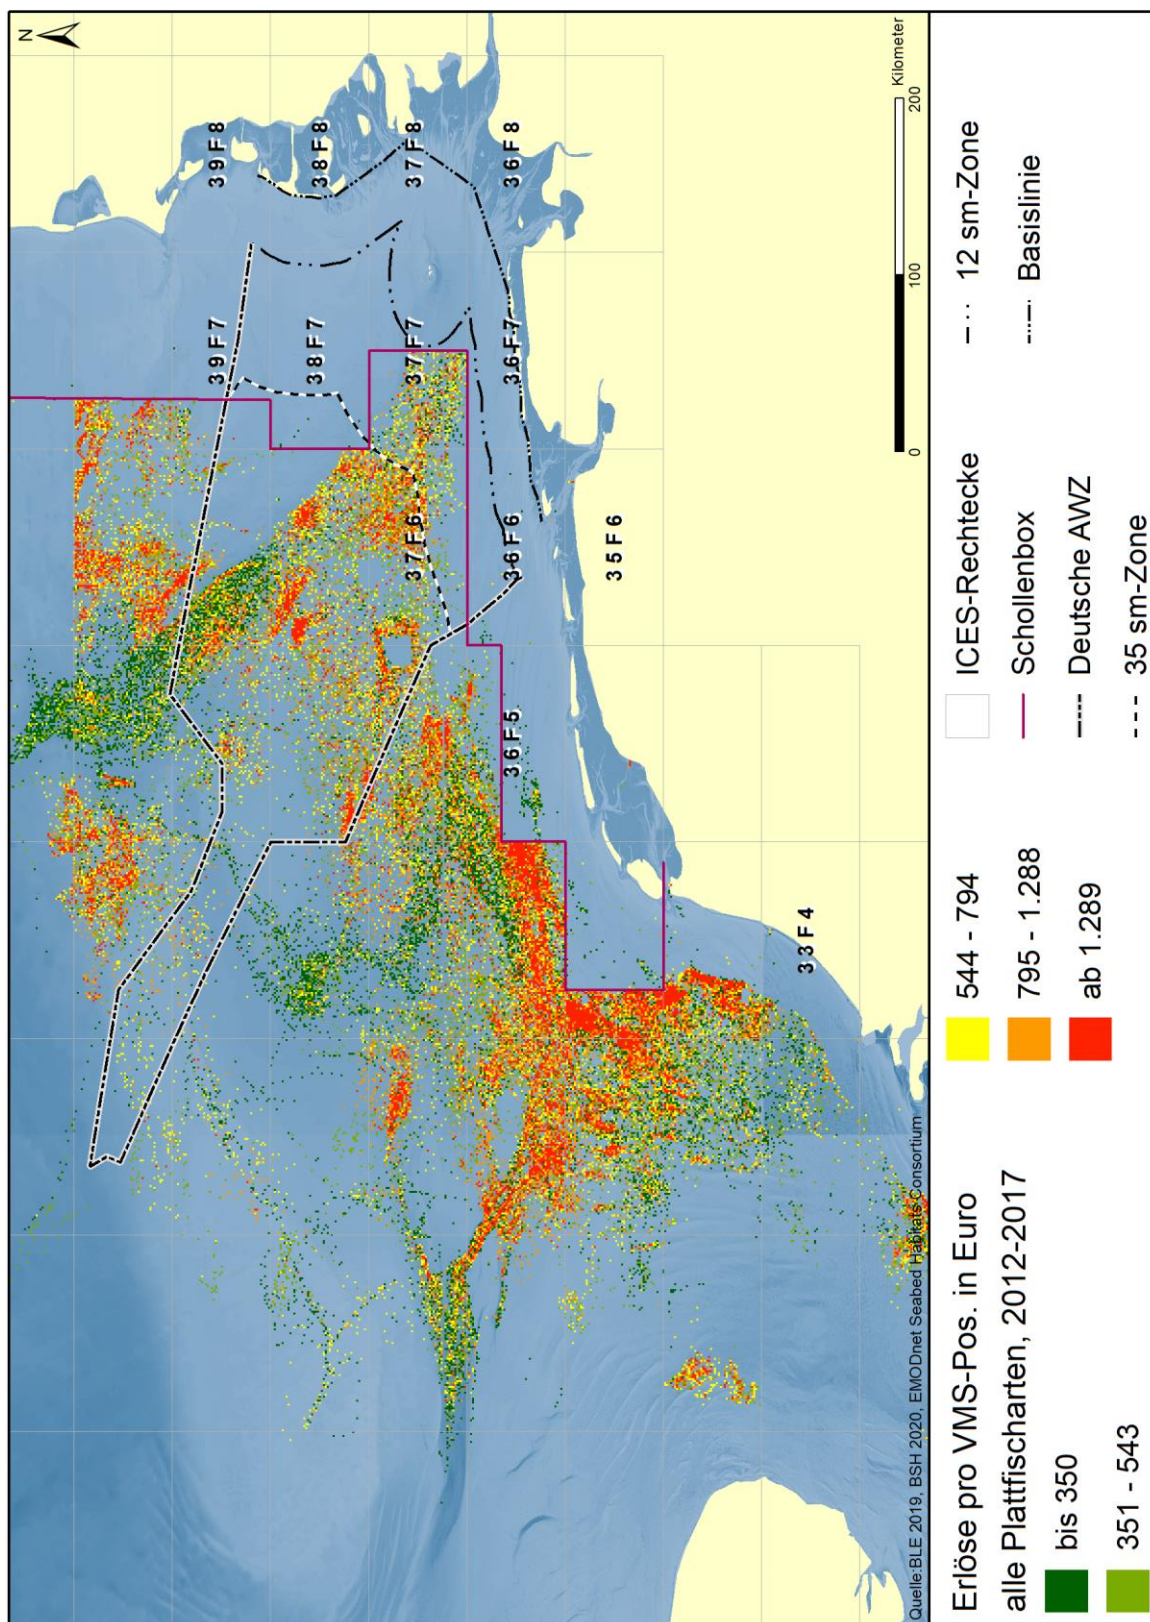 N
39F8
38F8
37F8
36F8
39F7
38F7
37F7
36F7
37F6
36F6
35F6
36F5
33F4
0 100 200
Kilometer
Quelle:BLE 2019, BSH 2020, EMODnet Seabed Habitats Consortium
Erlöse pro VMS-Pos. in Euro
alle Plattfischarten, 2012-2017
bis 350
351 - 543
544 - 794
795 - 1.288
ab 1.289
ICES-Rechtecke
Schollenbox
Deutsche AWZ
35 sm-Zone
12 sm-Zone
Basislinie